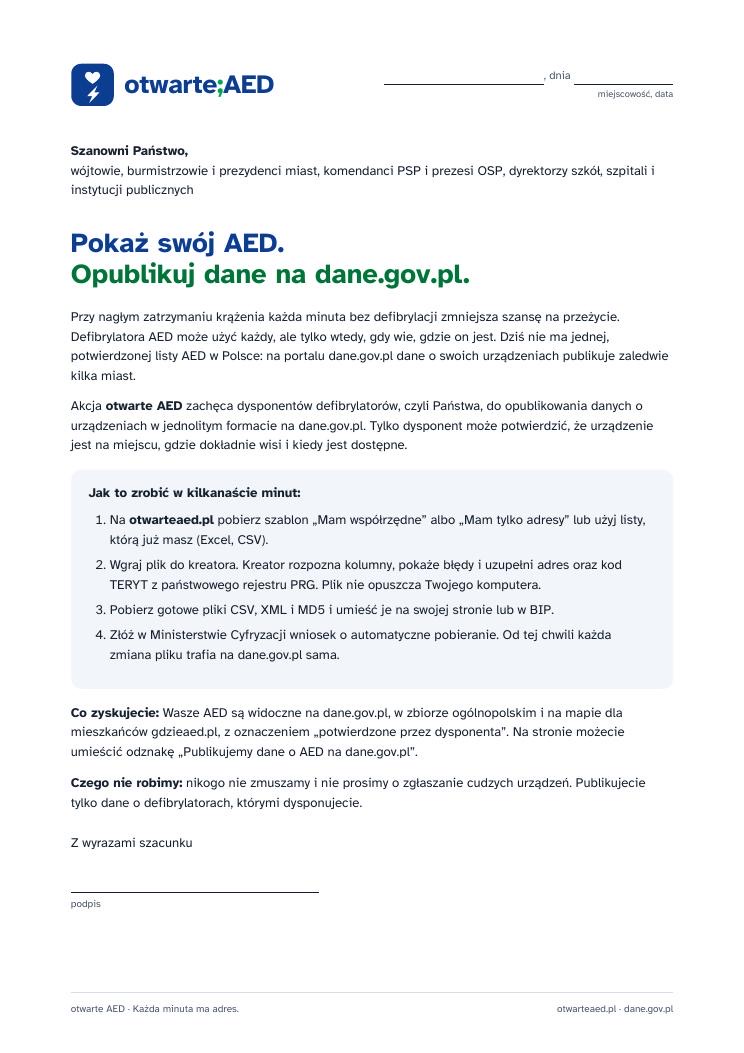 otwarte;AED
, dnia
miejscowość, data
Szanowni Państwo,
wójtowie, burmistrzowie i prezydenci miast, komendanci PSP i prezesi OSP, dyrektorzy szkół, szpitali i
instytucji publicznych
Pokaż swój AED.
Opublikuj dane na dane.gov.pl.
Przy nagłym zatrzymaniu krążenia każda minuta bez defibrylacji zmniejsza szansę na przeżycie.
Defibrylatora AED może użyć każdy, ale tylko wtedy, gdy wie, gdzie on jest. Dziś nie ma jednej,
potwierdzonej listy AED w Polsce: na portalu dane.gov.pl dane o swoich urządzeniach publikuje zaledwie
kilka miast.
Akcja otwarte AED zachęca dysponentów defibrylatorów, czyli Państwa, do opublikowania danych o
urządzeniach w jednolitym formacie na dane.gov.pl. Tylko dysponent może potwierdzić, że urządzenie
jest na miejscu, gdzie dokładnie wisi i kiedy jest dostępne.
Jak to zrobić w kilkanaście minut:
1. Na otwarteaed.pl pobierz szablon „Mam współrzędne” albo „Mam tylko adresy” lub użyj listy,
którą już masz (Excel, CSV).
2. Wgraj plik do kreatora. Kreator rozpozna kolumny, pokaże błędy i uzupełni adres oraz kod
TERYT z państwowego rejestru PRG. Plik nie opuszcza Twojego komputera.
3. Pobierz gotowe pliki CSV, XML i MD5 i umieść je na swojej stronie lub w BIP.
4. Złóż w Ministerstwie Cyfryzacji wniosek o automatyczne pobieranie. Od tej chwili każda
zmiana pliku trafia na dane.gov.pl sama.
Co zyskujecie: Wasze AED są widoczne na dane.gov.pl, w zbiorze ogólnopolskim i na mapie dla
mieszkańców gdzieaed.pl, z oznaczeniem „potwierdzone przez dysponenta”. Na stronie możecie
umieścić odznakę „Publikujemy dane o AED na dane.gov.pl”.
Czego nie robimy: nikogo nie zmuszamy i nie prosimy o zgłaszanie cudzych urządzeń. Publikujecie
tylko dane o defibrylatorach, którymi dysponujecie.
Z wyrazami szacunku
podpis
otwarte AED · Każda minuta ma adres.
otwarteaed.pl · dane.gov.pl